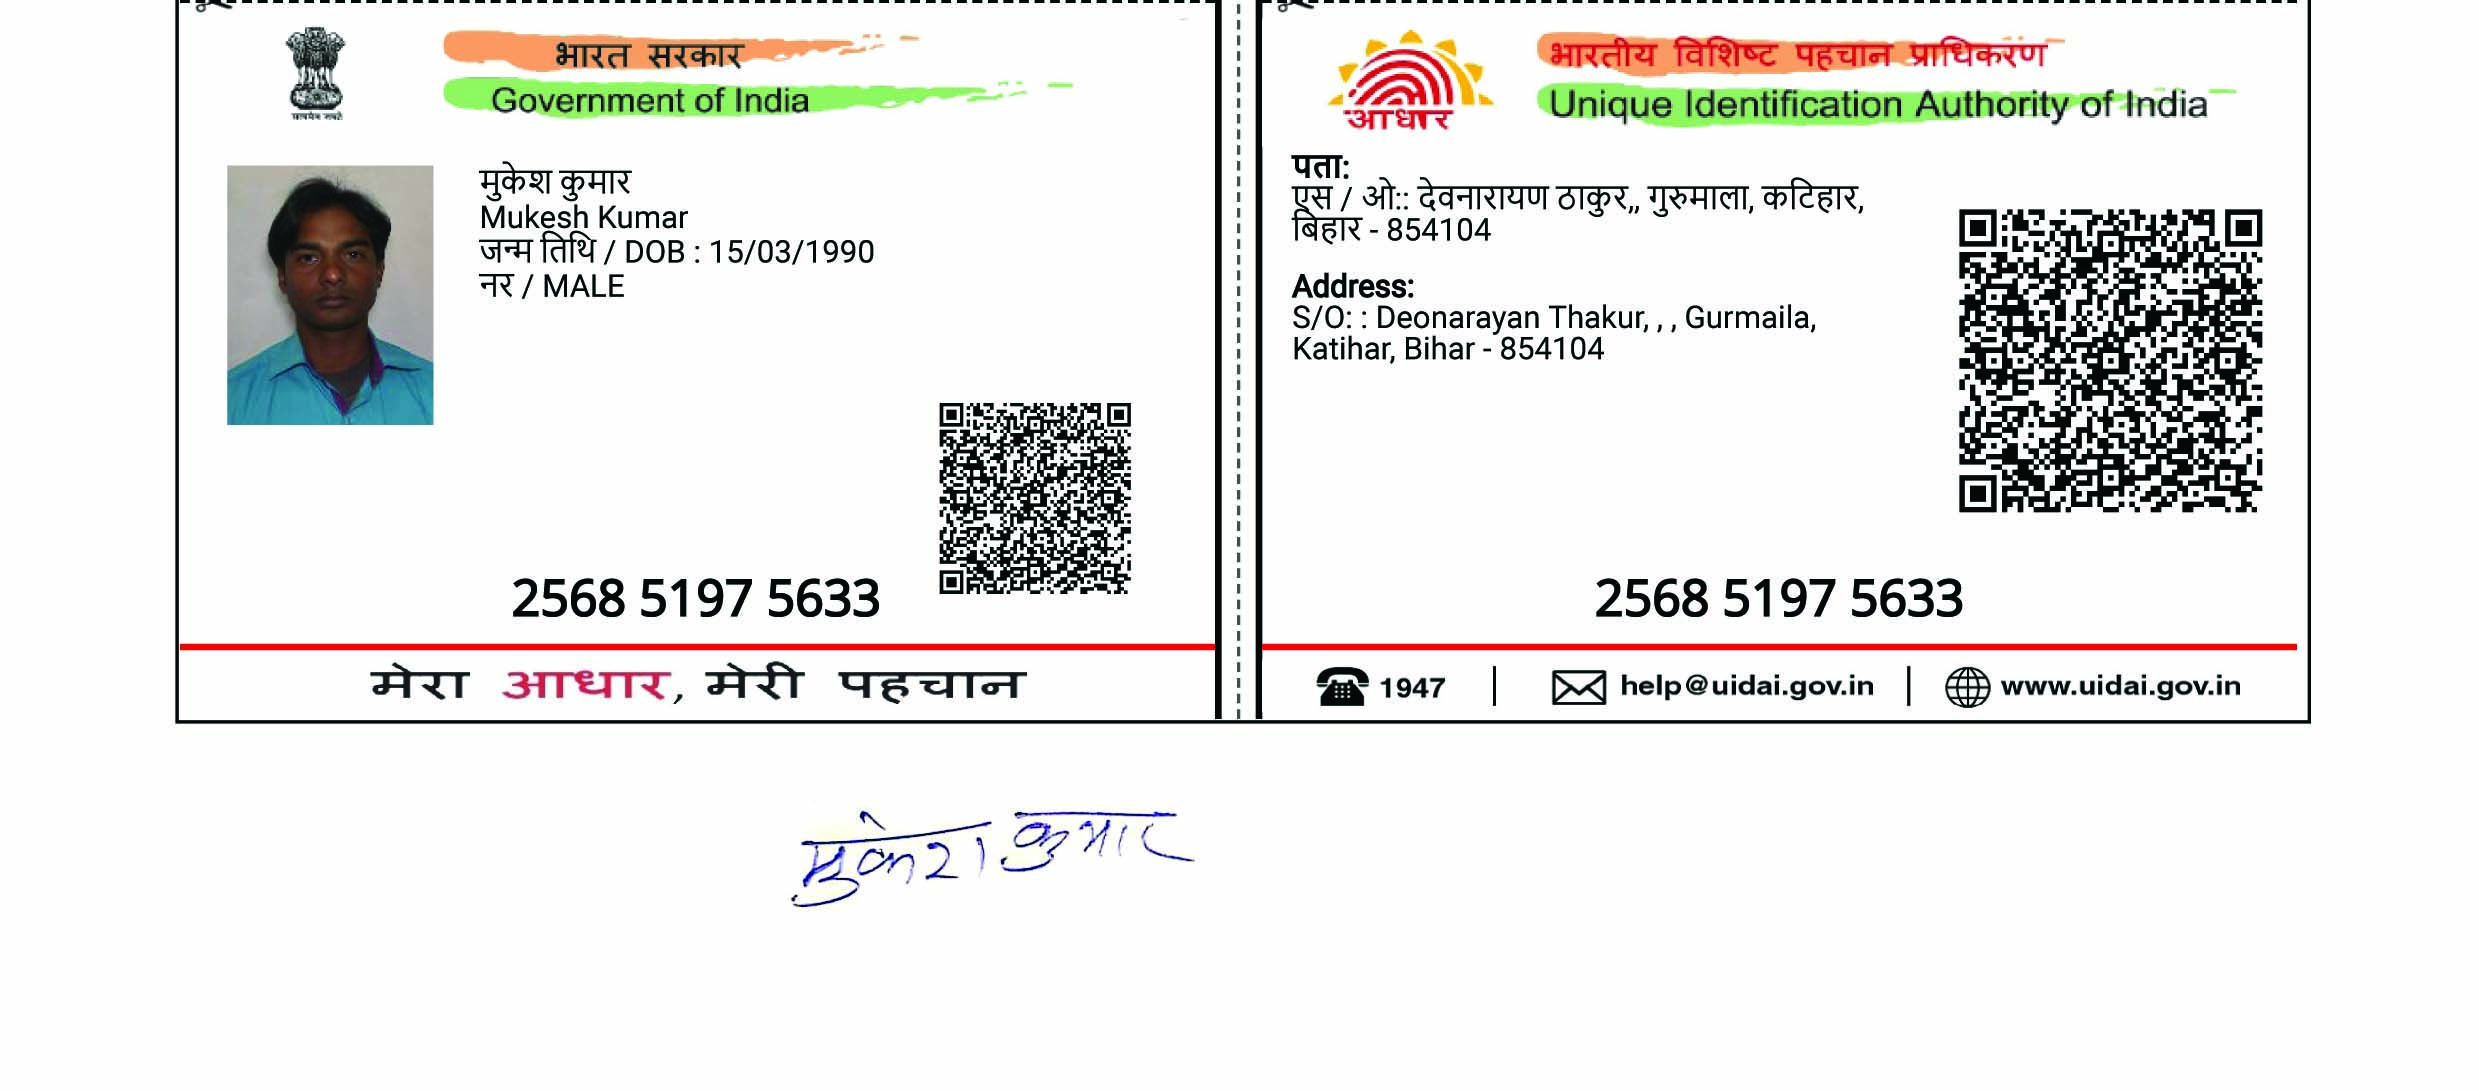 भारत सरकार
Government of India
मुकेश कुमार
Mukesh Kumar
जन्म तिथि / DOB : 15/03/1990
नर / MALE
2568 5197 5633
मेरा आधार, मेरी पहचान
भारतीय विशिष्ट पहचान प्राधिकरण
Unique Identification Authority of India
आधार
पता:
एस / ओ:: देवनारायण ठाकुर,, गुरुमाला, कटिहार,
बिहार - 854104
Address:
S/O: : Deonarayan Thakur, , , Gurmaila,
Katihar, Bihar - 854104
2568 5197 5633
1947 | help@uidai.gov.in | www.uidai.gov.in
मुकेश कुमार